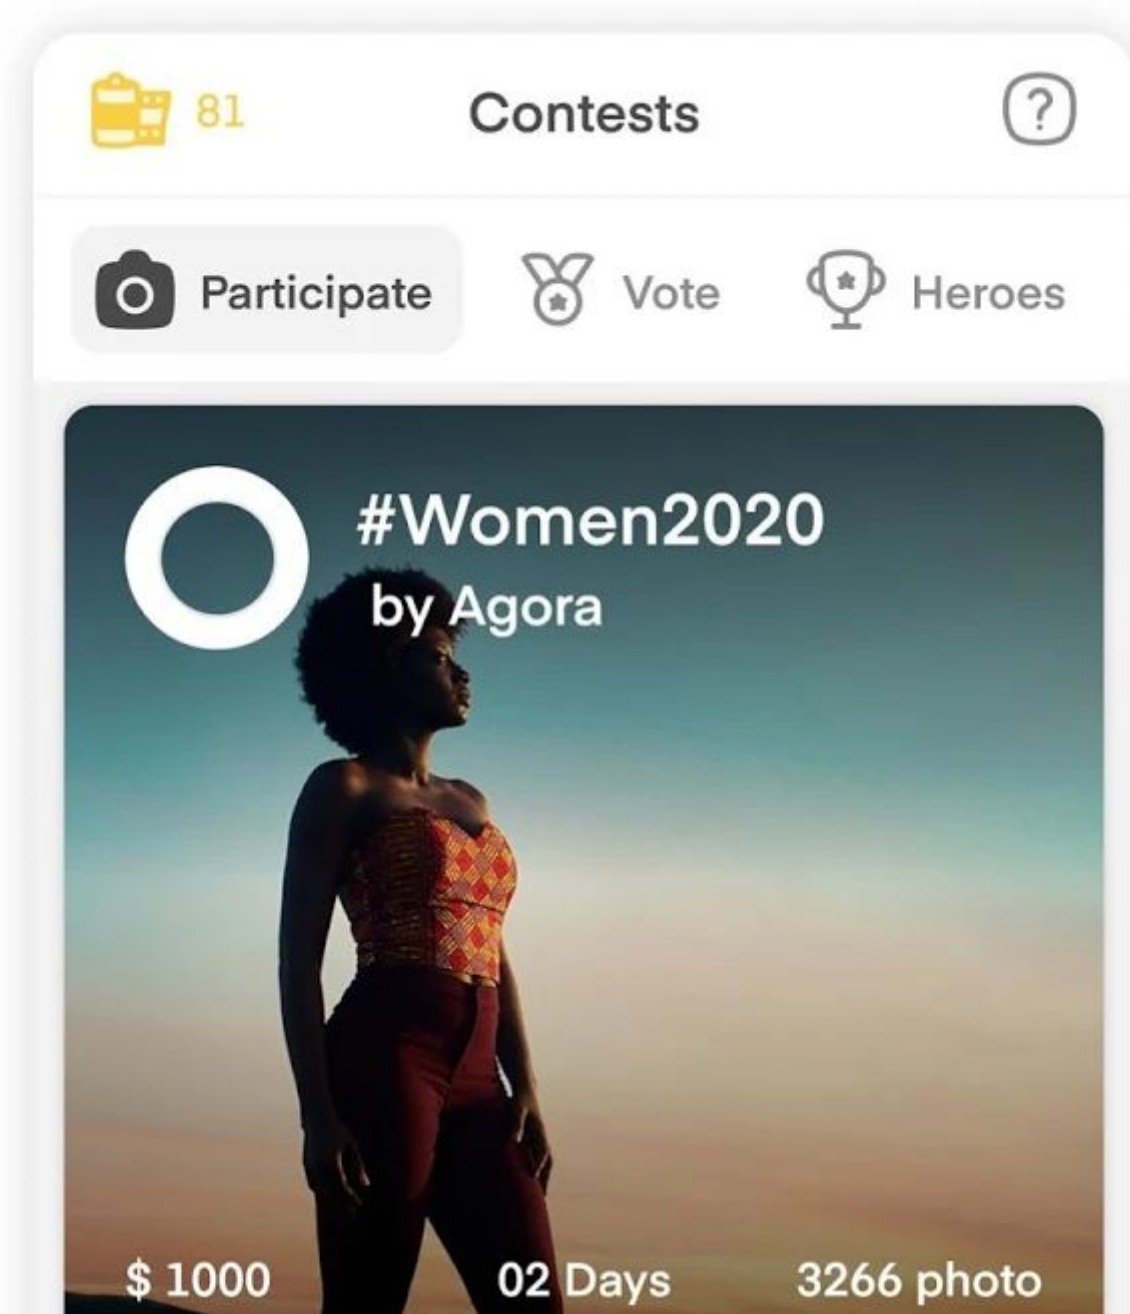 81 Contests ?
Participate Vote Heroes
#Women2020
by Agora
$ 1000 02 Days 3266 photo